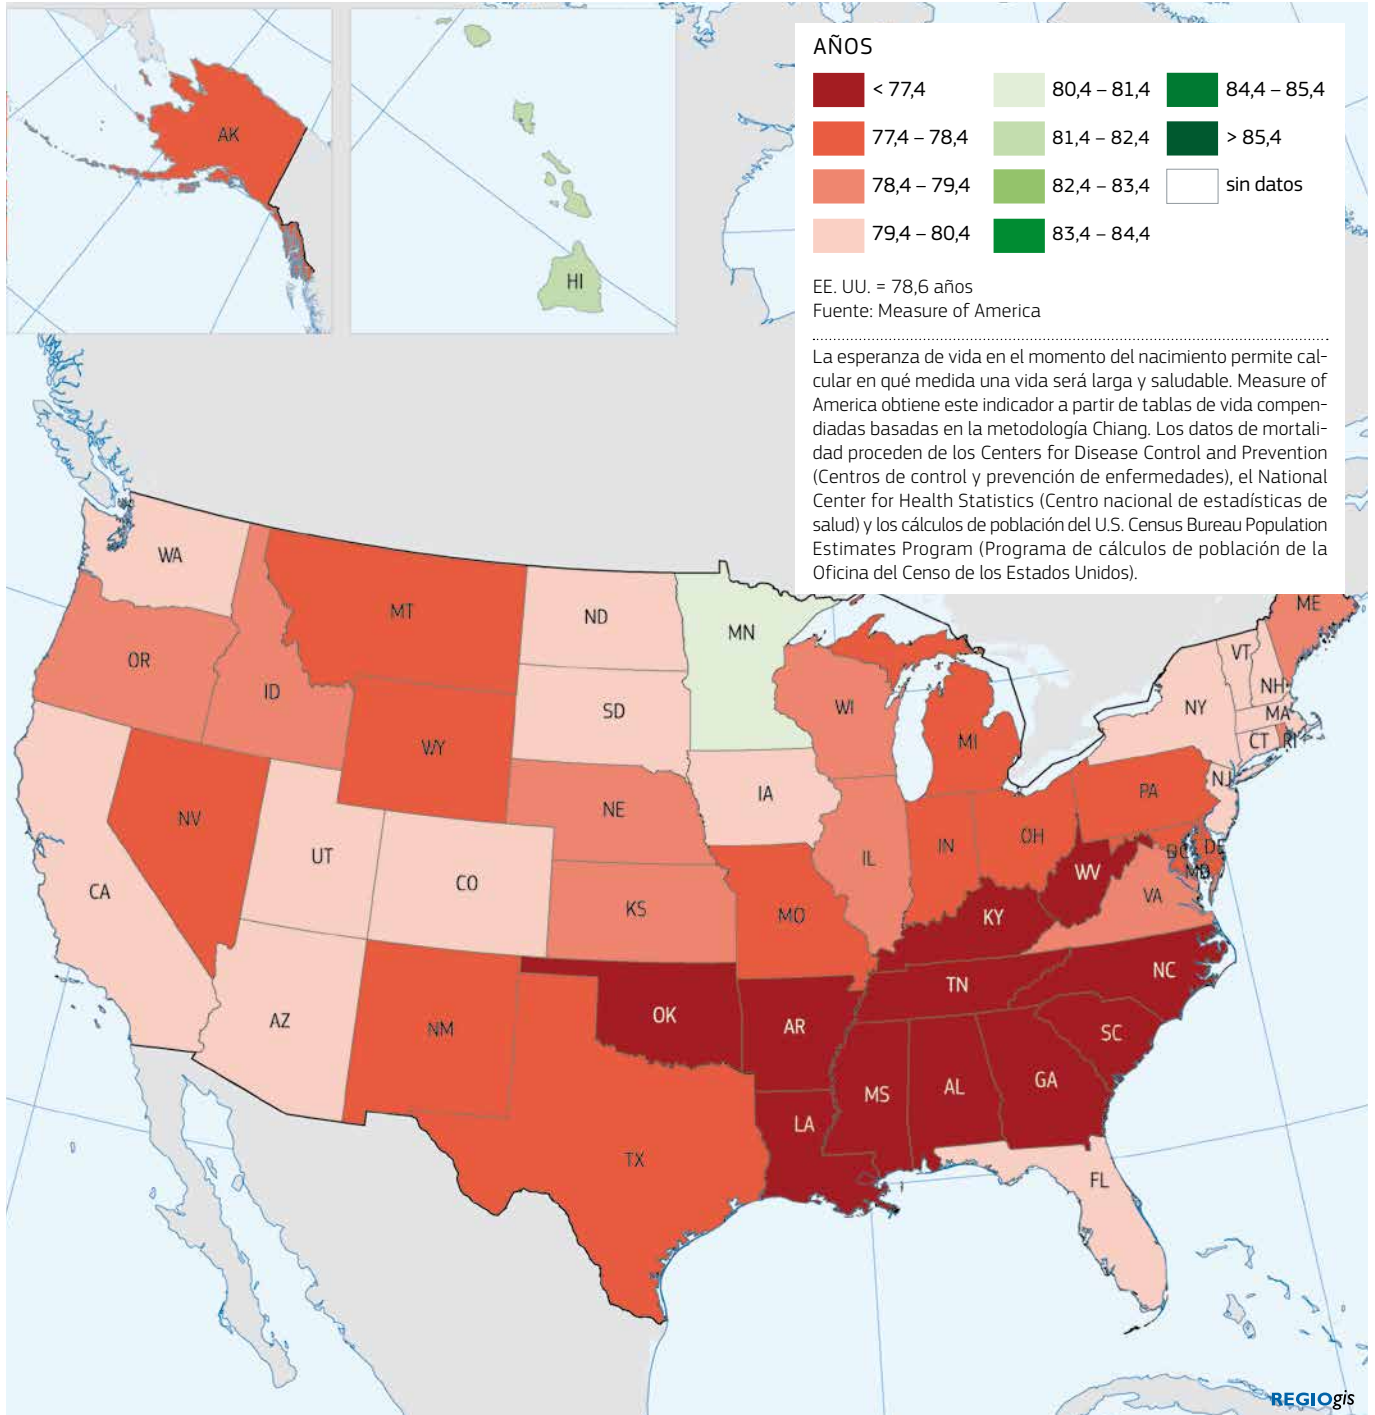 AÑOS
< 77,4
77,4 – 78,4
78,4 – 79,4
79,4 – 80,4
80,4 – 81,4
81,4 – 82,4
82,4 – 83,4
83,4 – 84,4
84,4 – 85,4
> 85,4
sin datos
EE. UU. = 78,6 años
Fuente: Measure of America
La esperanza de vida en el momento del nacimiento permite cal-
cular en qué medida una vida será larga y saludable. Measure of
America obtiene este indicador a partir de tablas de vida compen-
diadas basadas en la metodología Chiang. Los datos de mortali-
dad proceden de los Centers for Disease Control and Prevention
(Centros de control y prevención de enfermedades), el National
Center for Health Statistics (Centro nacional de estadísticas de
salud) y los cálculos de población del U.S. Census Bureau Population
Estimates Program (Programa de cálculos de población de la
Oficina del Censo de los Estados Unidos).
AK
HI
WA
MT
ND
MN
ME
OR
ID
SD
WI
VT
NH
NY
MA
WY
MI
CT
RI
NV
NE
IA
PA
NJ
UT
CO
IL
IN
OH
DC
DE
MD
CA
KS
MO
WV
KY
VA
AZ
NM
OK
AR
TN
NC
SC
MS
AL
GA
LA
TX
FL
REGIOgis